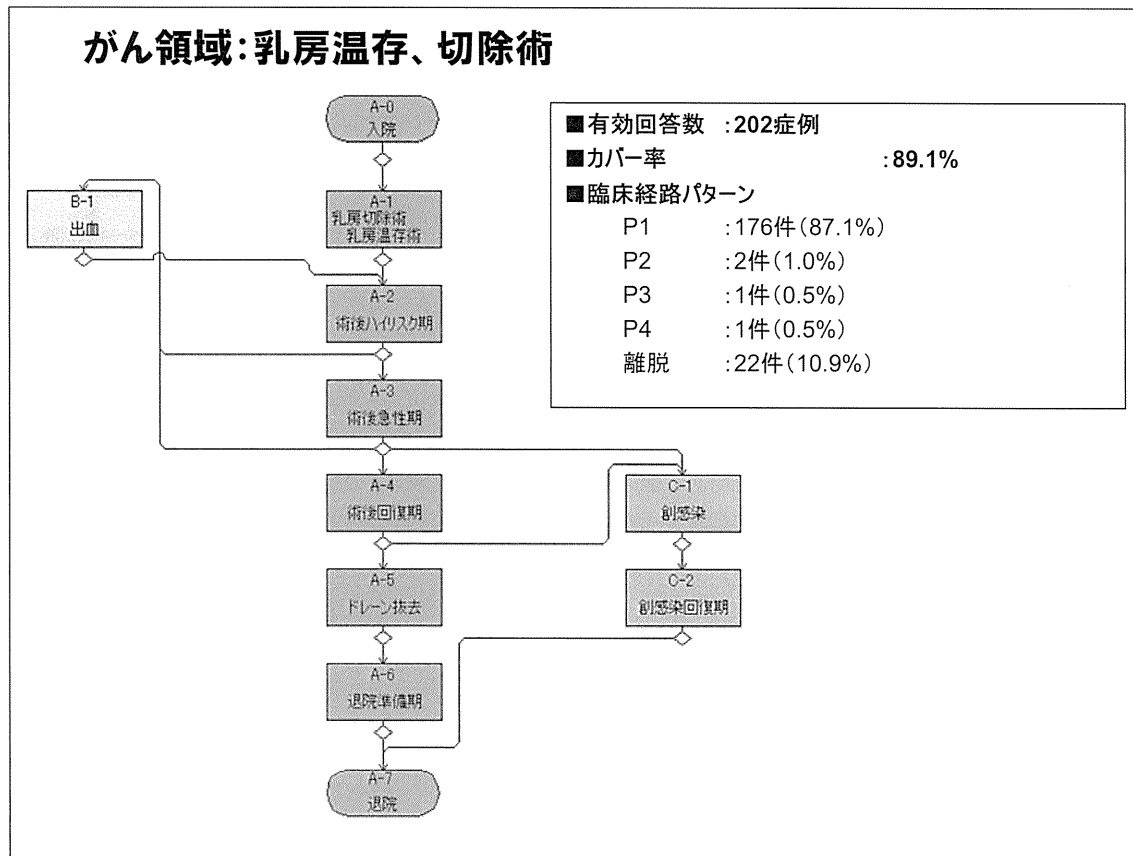 がん領域:乳房温存、切除術
A-0
入院
A-1
乳房切除術
乳房温存術
B-1
出血
A-2
術後ハイリスク期
A-3
術後急性期
A-4
術後回復期
A-5
ドレーン抜去
A-6
退院準備期
A-7
退院
C-1
創感染
C-2
創感染回復期
■有効回答数 :202症例
■カバー率 :89.1%
■臨床経路パターン
P1 :176件(87.1%)
P2 :2件(1.0%)
P3 :1件(0.5%)
P4 :1件(0.5%)
離脱 :22件(10.9%)